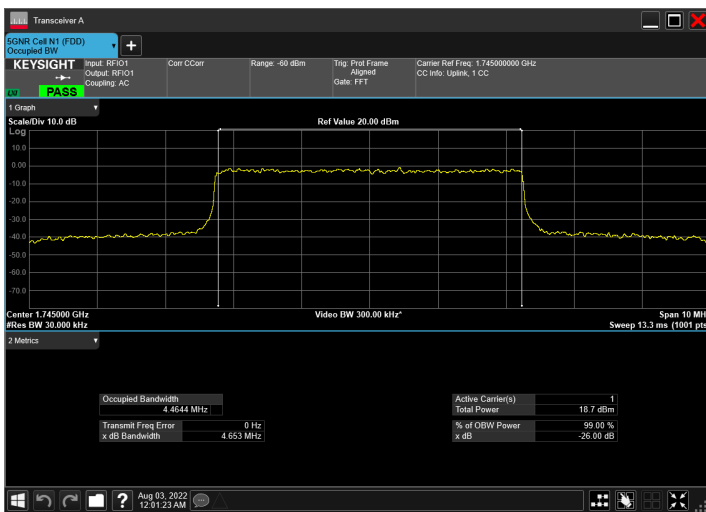 Transceiver A
5GNR Cell N1 (FDD)
Occupied BW
KEYSIGHT
Input: RFIO1
Output: RFIO1
Coupling: AC
Corr CCorr
Range: -60 dBm
Trig: Prot Frame
Aligned
Gate: FFT
Carrier Ref Freq: 1.745000000 GHz
CC Info: Uplink, 1 CC
LXI
PASS
1 Graph
Scale/Div 10.0 dB
Ref Value 20.00 dBm
Log
10.0
0.00
-10.0
-20.0
-30.0
-40.0
-50.0
-60.0
-70.0
Center 1.745000 GHz
Video BW 300.00 kHz*
Span 10 MH
#Res BW 30.000 kHz
Sweep 13.3 ms (1001 pts
2 Metrics
Occupied Bandwidth
4.4644 MHz
Transmit Freq Error 0 Hz
x dB Bandwidth 4.653 MHz
Active Carrier(s) 1
Total Power 18.7 dBm
% of OBW Power 99.00 %
x dB -26.00 dB
Aug 03, 2022
12:01:23 AM